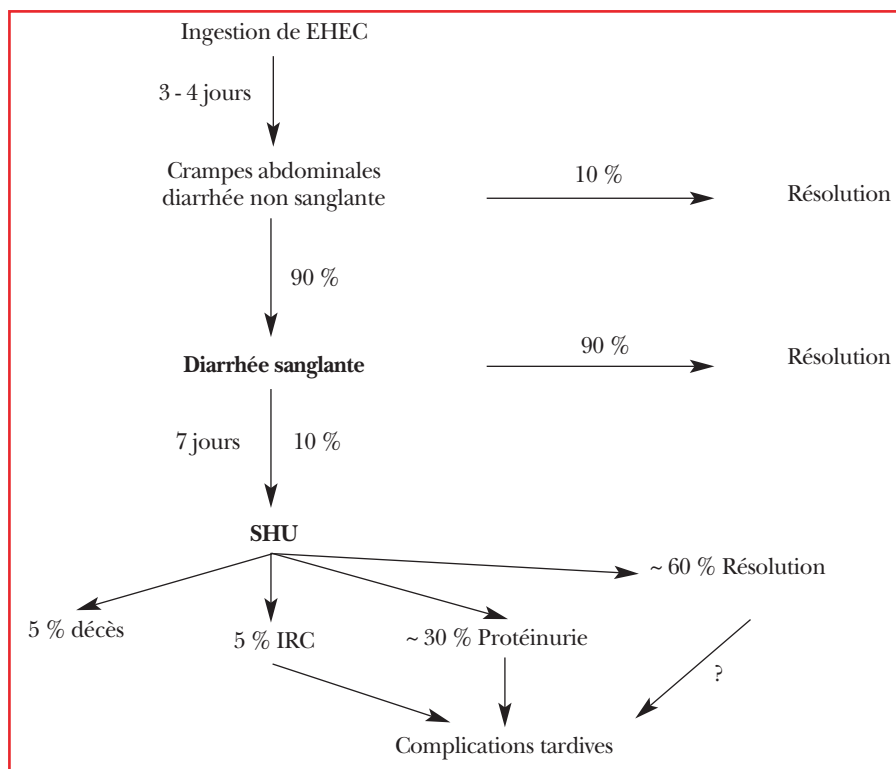 Ingestion de EHEC
3 - 4 jours
Crampes abdominales
diarrhée non sanglante
10 %
Résolution
90 %
Diarrhée sanglante
90 %
Résolution
7 jours
10 %
SHU
~ 60 % Résolution
5 % décès
5 % IRC
~ 30 % Protéinurie
?
Complications tardives